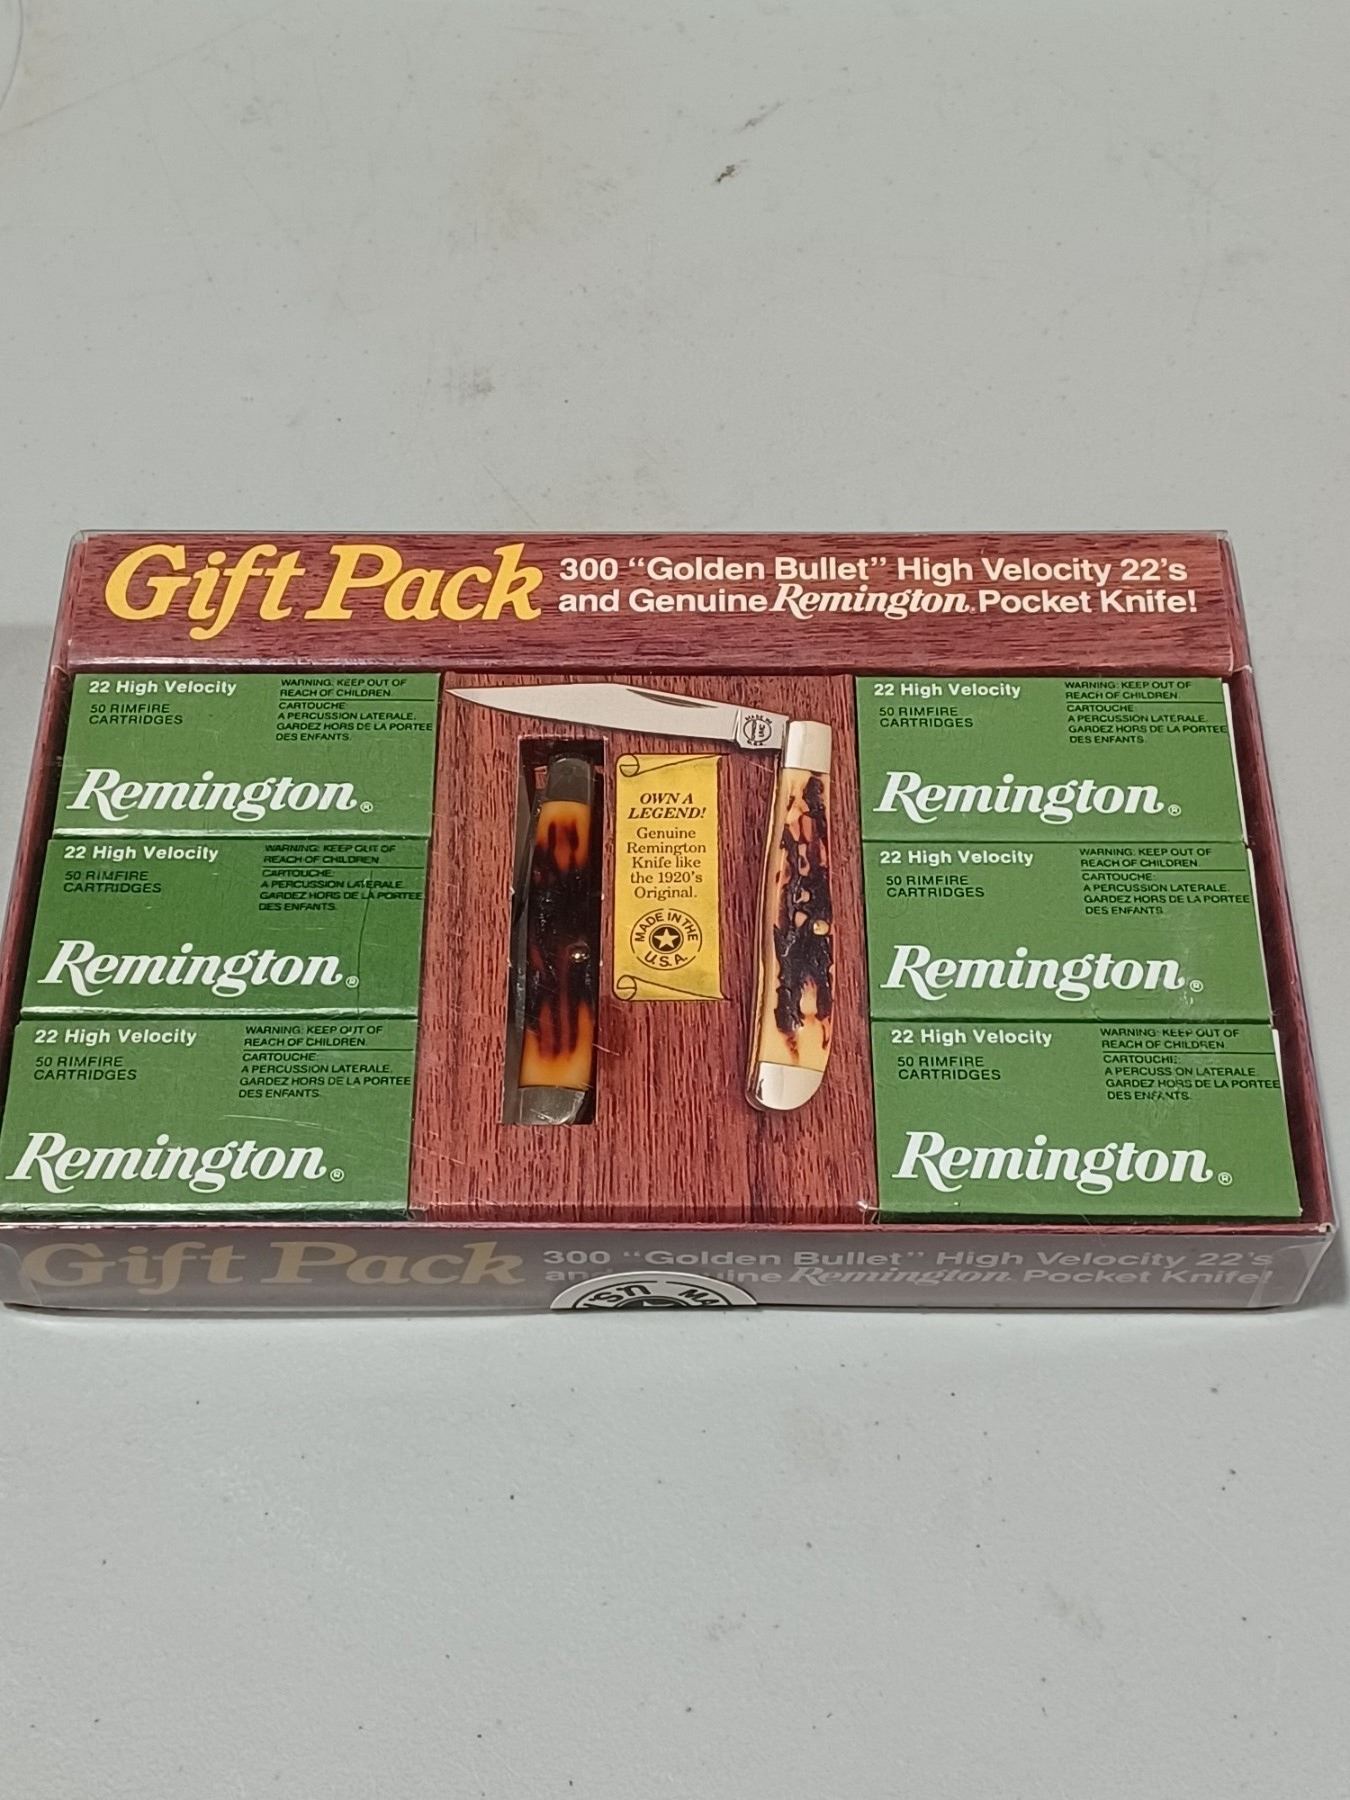 Gift Pack
300 "Golden Bullet" High Velocity 22's
and Genuine Remington. Pocket Knife!
22 High Velocity
50 RIMFIRE
CARTRIDGES
WARNING: KEEP OUT OF
REACH OF CHILDREN.
CARTOUCHE:
A PERCUSSION LATERALE.
GARDEZ HORS DE LA PORTEE
DES ENFANTS.
Remington®
22 High Velocity
50 RIMFIRE
CARTRIDGES
WARNING: KEEP OUT OF
REACH OF CHILDREN.
CARTOUCHE:
A PERCUSSION LATERALE.
GARDEZ HORS DE LA PORTEE
DES ENFANTS.
Remington®
22 High Velocity
50 RIMFIRE
CARTRIDGES
WARNING: KEEP OUT OF
REACH OF CHILDREN.
CARTOUCHE:
A PERCUSSION LATERALE.
GARDEZ HORS DE LA PORTEE
DES ENFANTS.
Remington®
OWN A
LEGEND!
Genuine
Remington
Knife like
the 1920's
Original.
MADE IN THE
U.S.A.
22 High Velocity
50 RIMFIRE
CARTRIDGES
WARNING: KEEP OUT OF
REACH OF CHILDREN.
CARTOUCHE:
A PERCUSSION LATERALE.
GARDEZ HORS DE LA PORTEE
DES ENFANTS.
Remington®
22 High Velocity
50 RIMFIRE
CARTRIDGES
WARNING: KEEP OUT OF
REACH OF CHILDREN.
CARTOUCHE:
A PERCUSSION LATERALE.
GARDEZ HORS DE LA PORTEE
DES ENFANTS.
Remington®
22 High Velocity
50 RIMFIRE
CARTRIDGES
WARNING: KEEP OUT OF
REACH OF CHILDREN.
CARTOUCHE:
A PERCUSSION LATERALE.
GARDEZ HORS DE LA PORTEE
DES ENFANTS.
Remington®
Gift Pack
300 "Golden Bullet" High Velocity 22's
Remington. Pocket Knife!